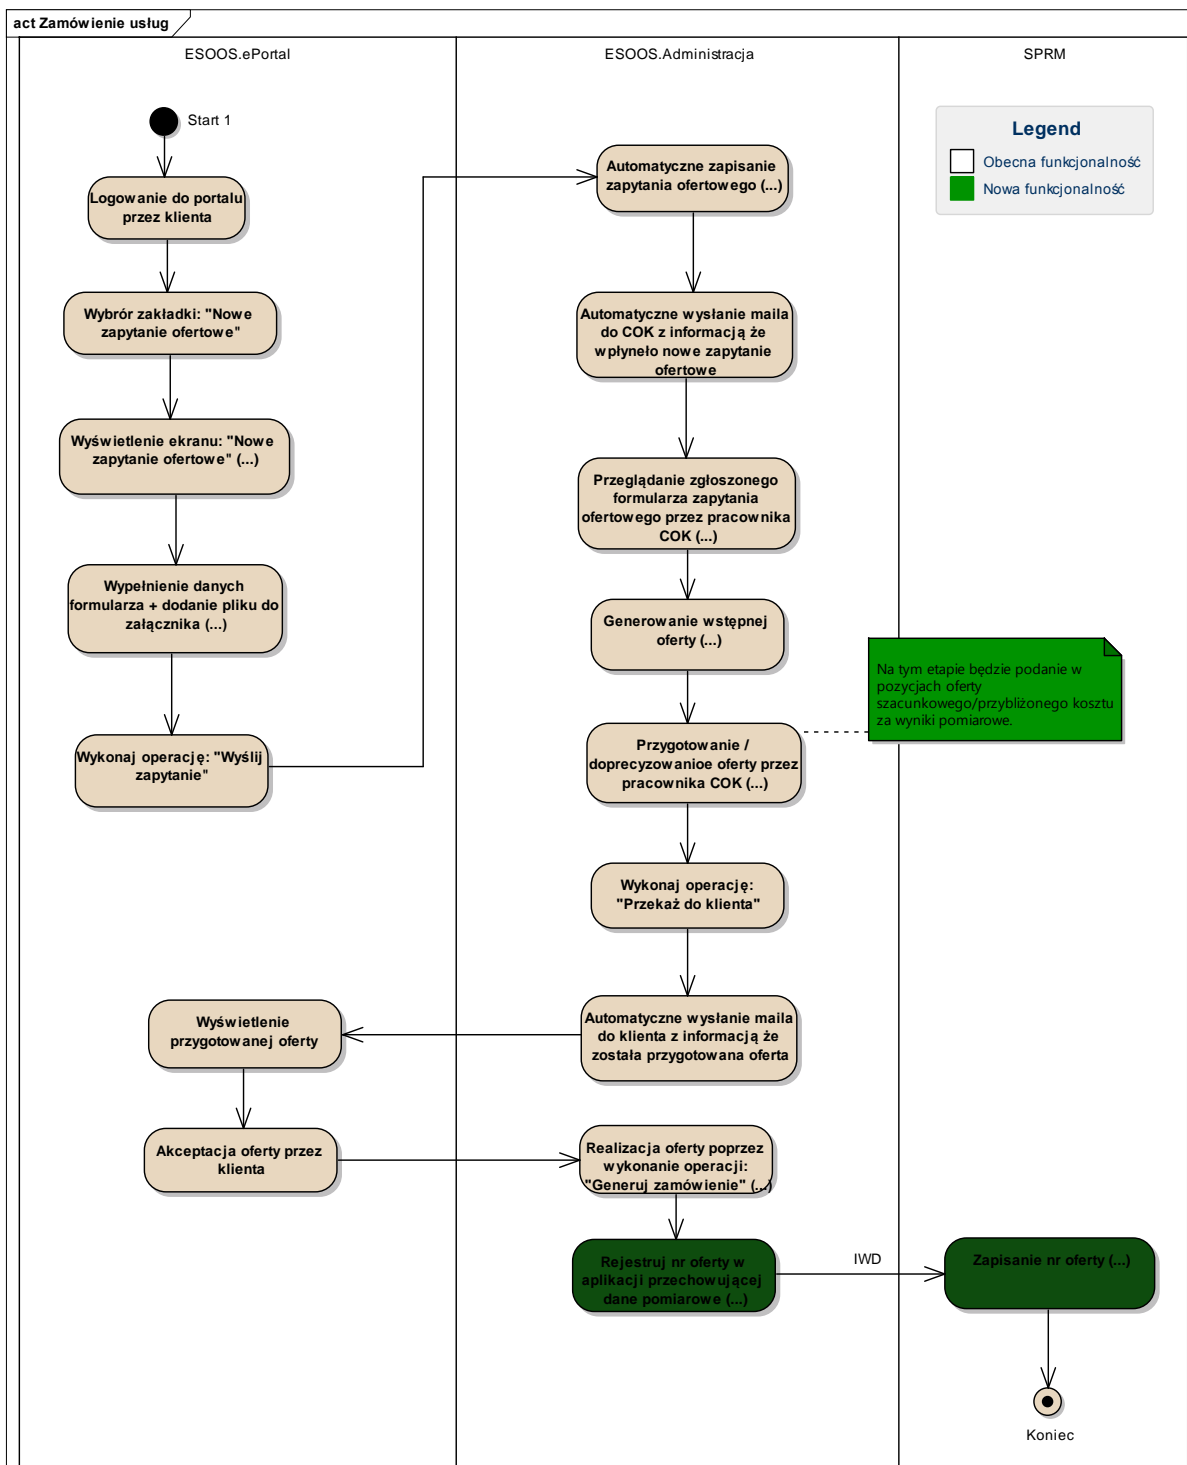 act Zamówienie usług
ESOOS.ePortal
ESOOS.Administracja
SPRM
Start 1
Legend
Obecna funkcjonalność
Nowa funkcjonalność
Logowanie do portalu
przez klienta
Wybrór zakładki: "Nowe
zapytanie ofertowe"
Wyświetlenie ekranu: "Nowe
zapytanie ofertowe" (...)
Wypełnienie danych
formularza + dodanie pliku do
załącznika (...)
Wykonaj operację: "Wyślij
zapytanie"
Automatyczne zapisanie
zapytania ofertowego (...)
Automatyczne wysłanie maila
do COK z informacją że
wpłyneło nowe zapytanie
ofertowe
Przeglądanie zgłoszonego
formularza zapytania
ofertowego przez pracownika
COK (...)
Generowanie wstępnej
oferty (...)
Na tym etapie będzie podanie w
pozycjach oferty
szacunkowego/przybliżonego kosztu
za wyniki pomiarowe.
Przygotowanie /
doprecyzowanioe oferty przez
pracownika COK (...)
Wykonaj operację:
"Przekaż do klienta"
Automatyczne wysłanie maila
do klienta z informacją że
została przygotowana oferta
Wyświetlenie
przygotowanej oferty
Akceptacja oferty przez
klienta
Realizacja oferty poprzez
wykonanie operacji:
"Generuj zamówienie" (...)
Rejestruj nr oferty w
aplikacji przechowującej
dane pomiarowe (...)
IWD
Zapisanie nr oferty (...)
Koniec